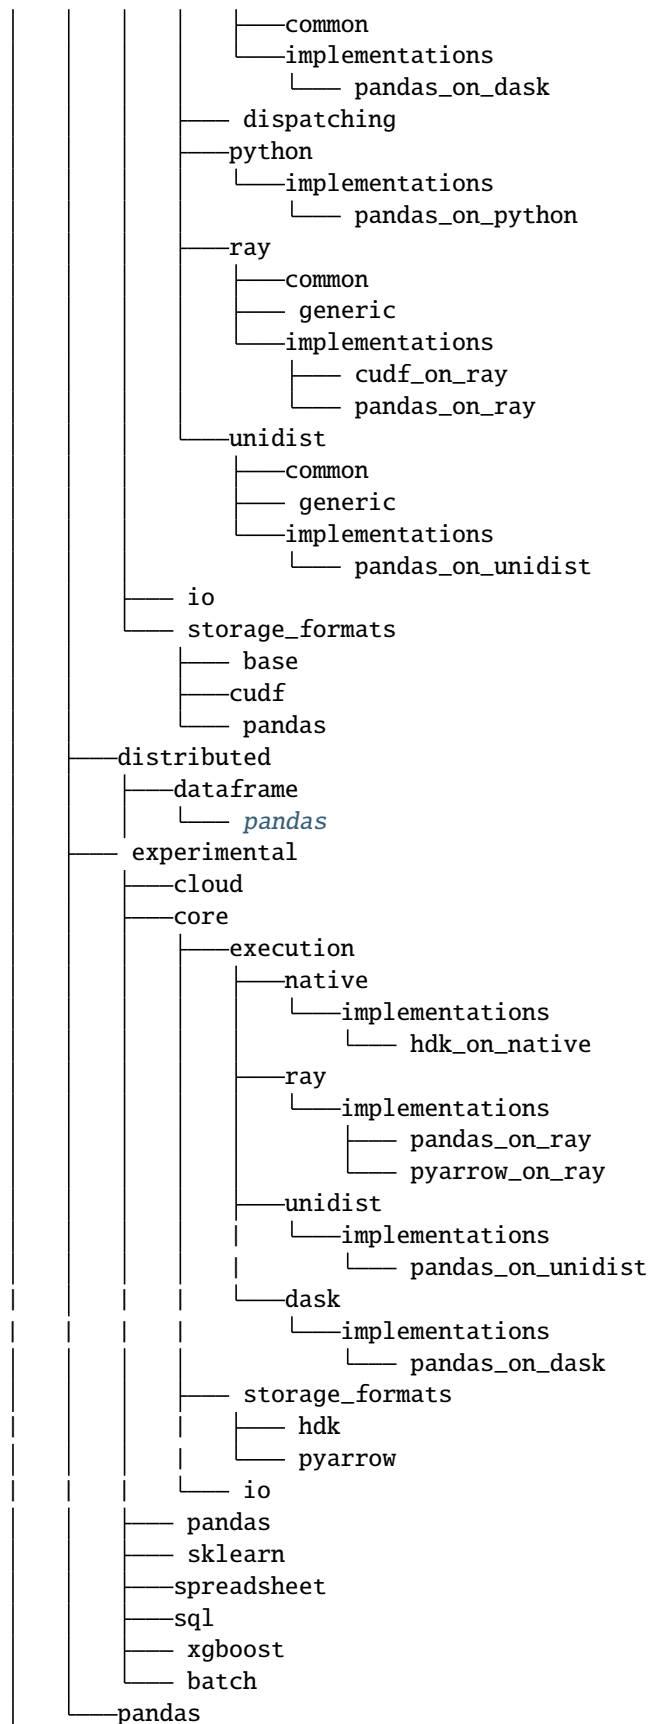 common
implementations
pandas_on_dask
dispatching
python
implementations
pandas_on_python
ray
common
generic
implementations
cudf_on_ray
pandas_on_ray
unidist
common
generic
implementations
pandas_on_unidist
io
storage_formats
base
cudf
pandas
distributed
dataframe
pandas
experimental
cloud
core
execution
native
implementations
hdk_on_native
ray
implementations
pandas_on_ray
pyarrow_on_ray
unidist
implementations
pandas_on_unidist
dask
implementations
pandas_on_dask
storage_formats
hdk
pyarrow
io
pandas
sklearn
spreadsheet
sql
xgboost
batch
pandas